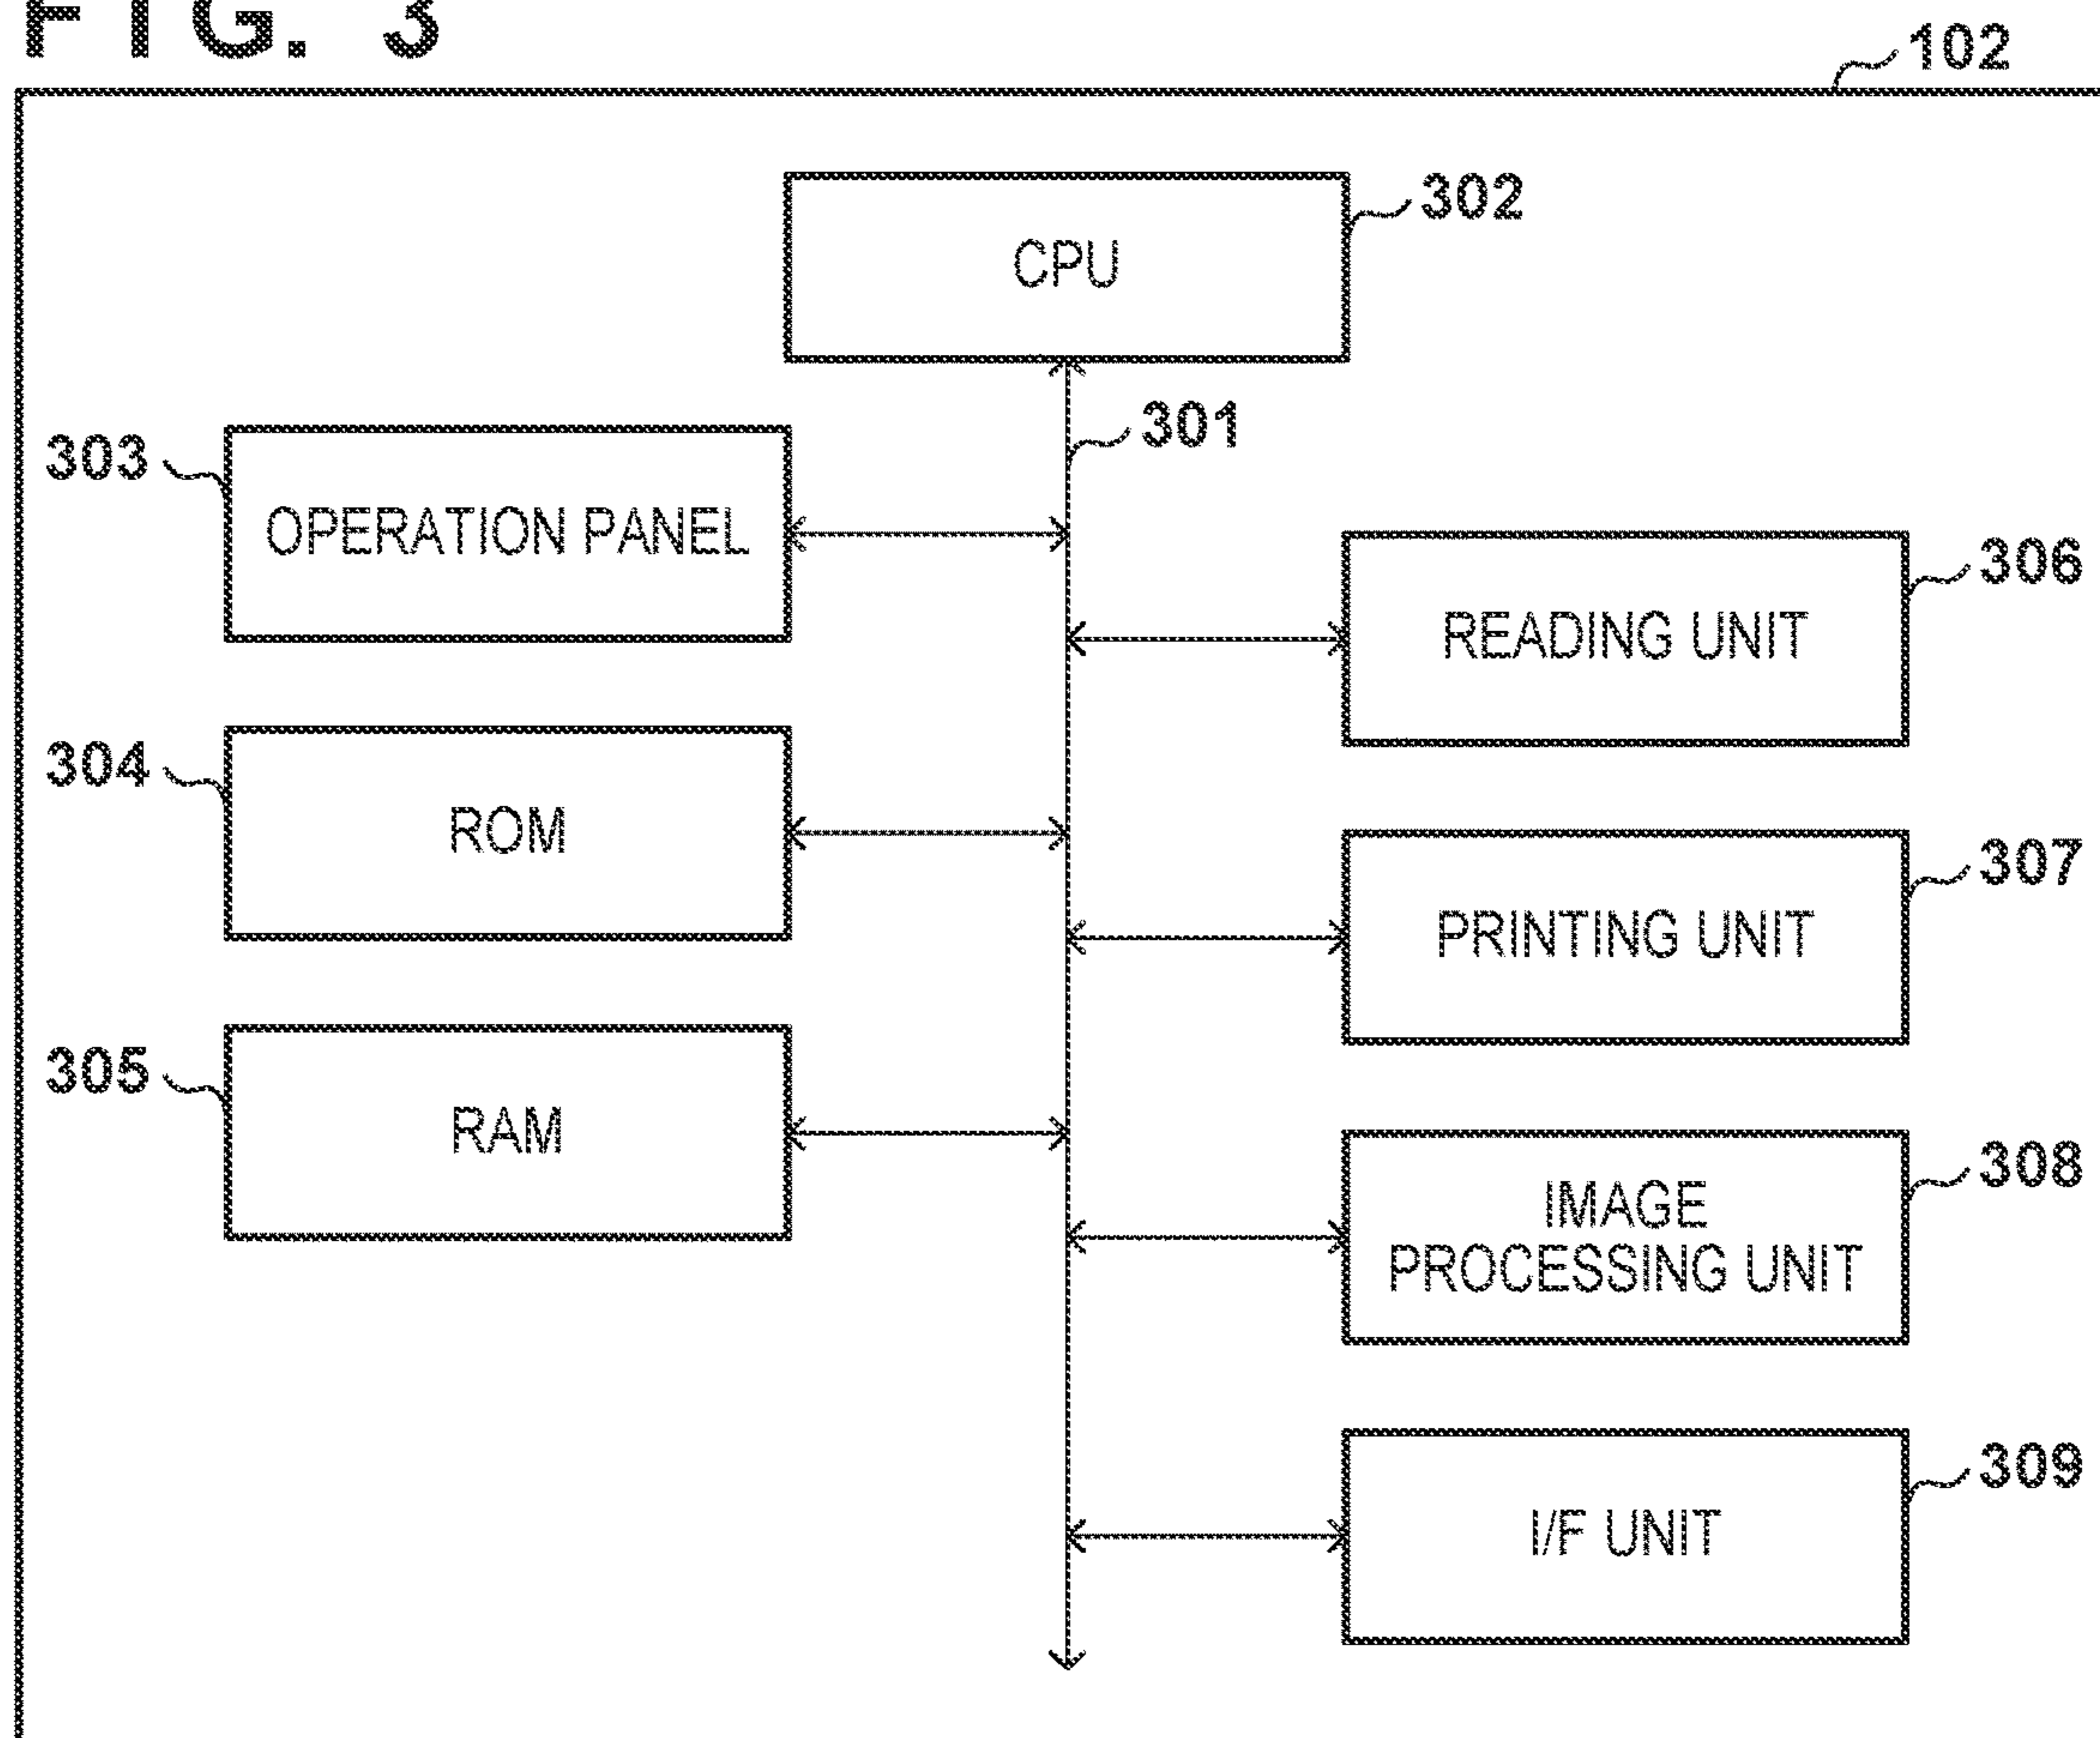 FIG. 3
102
302
CPU
301
303
OPERATION PANEL
306
READING UNIT
304
ROM
307
PRINTING UNIT
305
RAM
308
IMAGE
PROCESSING UNIT
309
I/F UNIT